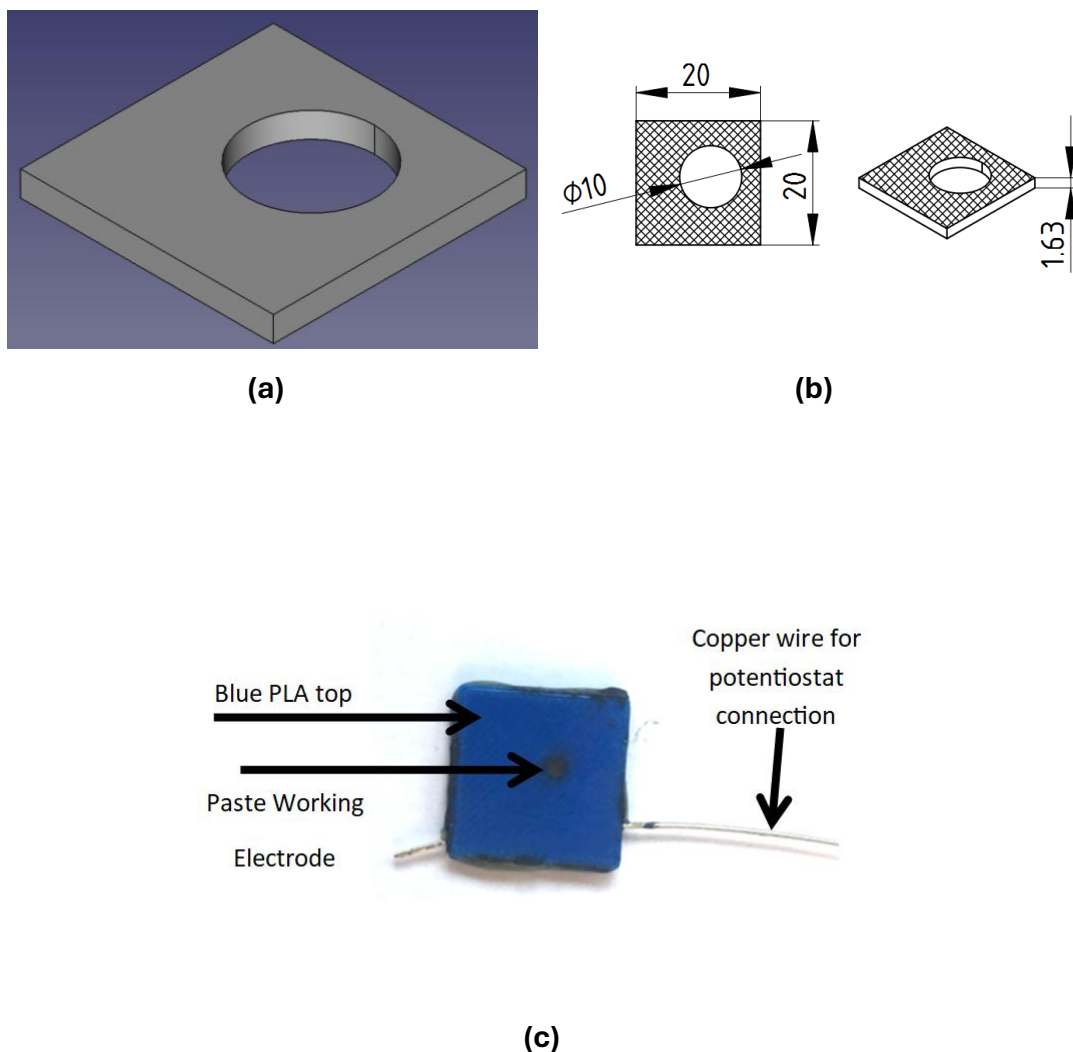 20
Φ10
20
1.63
(a)
(b)
Blue PLA top
Paste Working
Electrode
Copper wire for
potentiostat
connection
(c)